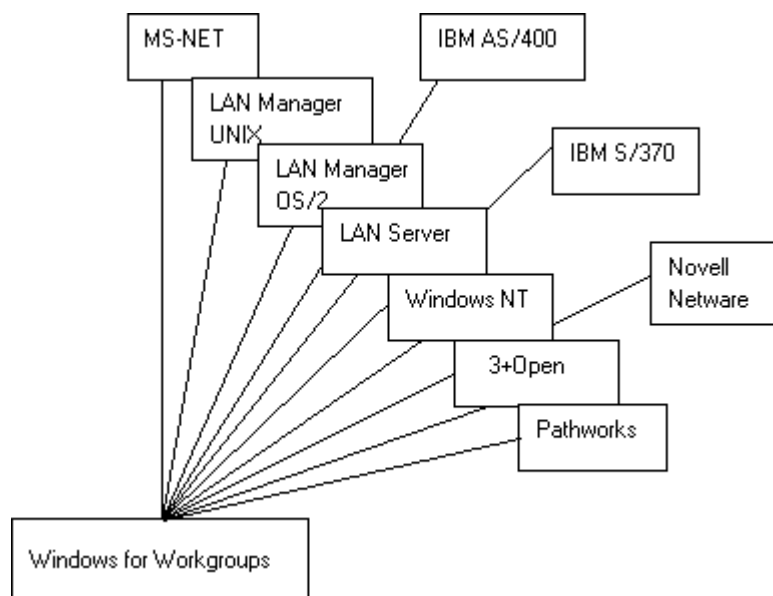 MS-NET
IBM AS/400
LAN Manager
UNIX
LAN Manager
OS/2
IBM S/370
LAN Server
Novell
Netware
Windows NT
3+Open
Pathworks
Windows for Workgroups